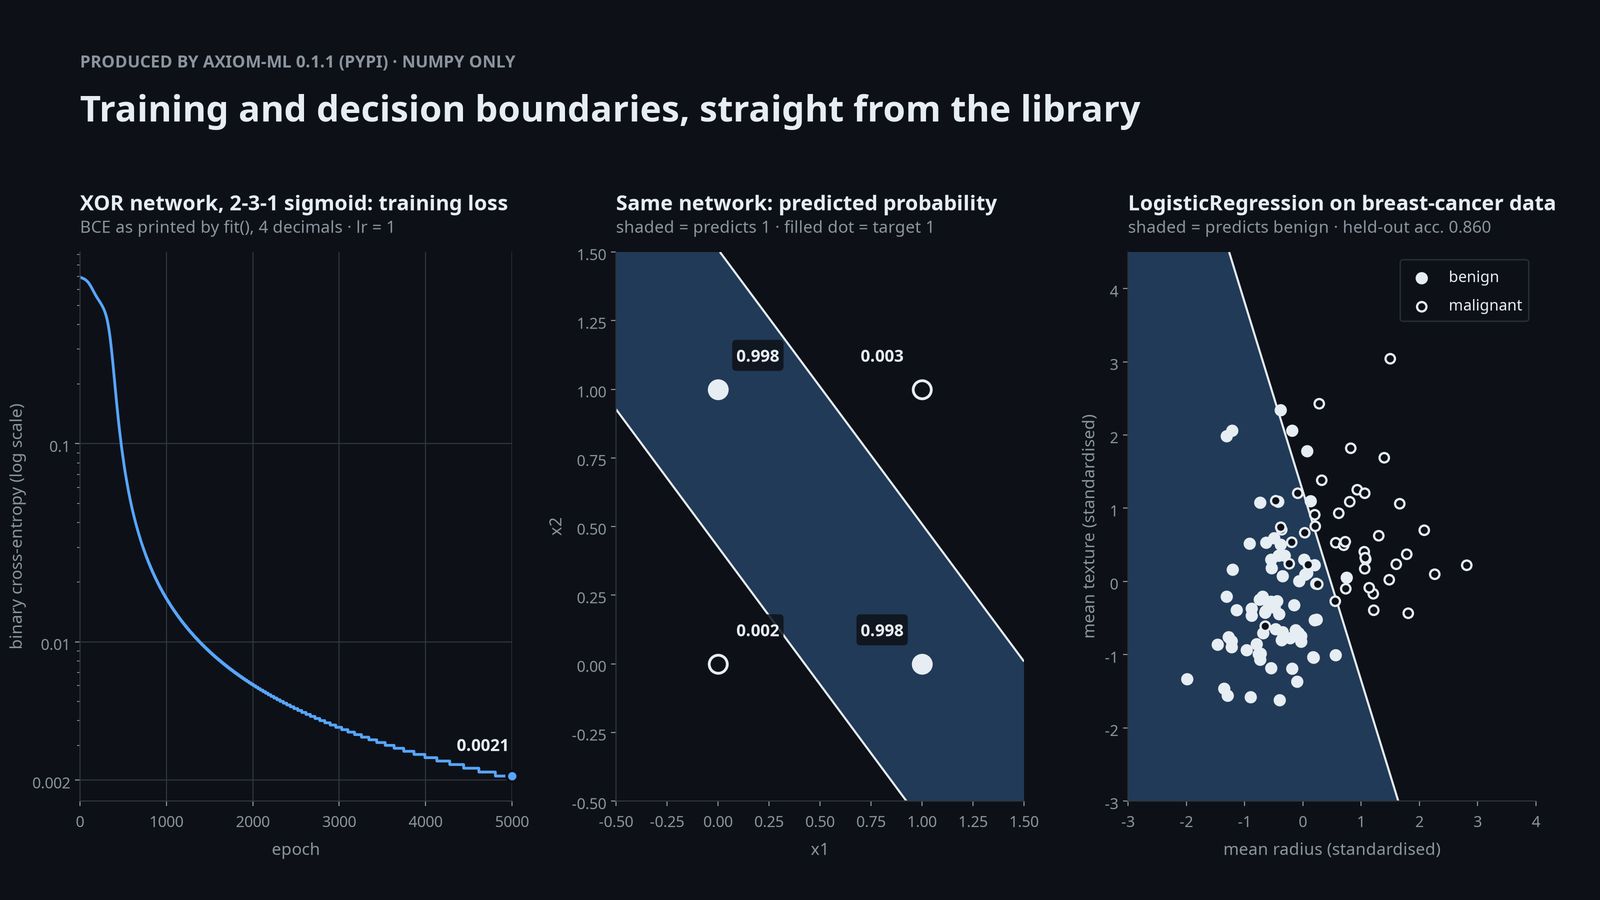 PRODUCED BY AXIOM-ML 0.1.1 (PYPI) · NUMPY ONLY
Training and decision boundaries, straight from the library
XOR network, 2-3-1 sigmoid: training loss
BCE as printed by fit(), 4 decimals · lr = 1
binary cross-entropy (log scale)
0.1
0.01
0.002
0.0021
0 1000 2000 3000 4000 5000
epoch
Same network: predicted probability
shaded = predicts 1 · filled dot = target 1
x2
1.50
1.25
1.00
0.75
0.50
0.25
0.00
-0.25
-0.50
0.998 0.003
0.002 0.998
-0.50 -0.25 0.00 0.25 0.50 0.75 1.00 1.25 1.50
x1
LogisticRegression on breast-cancer data
shaded = predicts benign · held-out acc. 0.860
benign
malignant
mean texture (standardised)
4
3
2
1
0
-1
-2
-3
-3 -2 -1 0 1 2 3 4
mean radius (standardised)